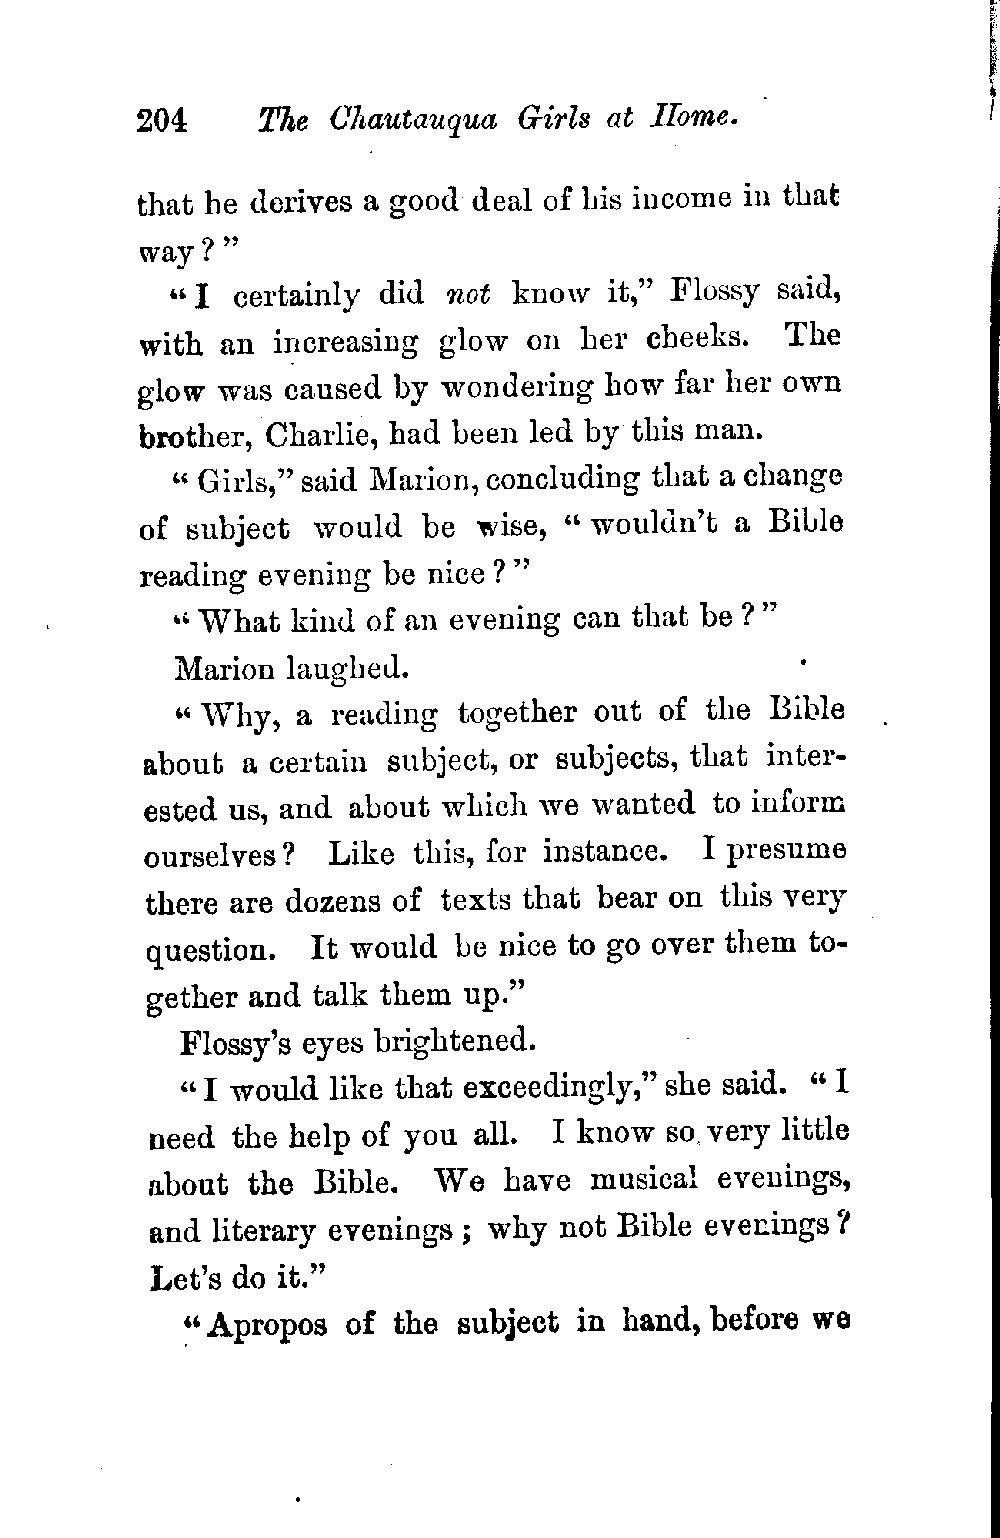 204 The Chautauqua Girls at Home.
that he derives a good deal of his income in that
way?"
"I certainly did not know it," Flossy said,
with an increasing glow on her cheeks. The
glow was caused by wondering how far her own
brother, Charlie, had been led by this man.
"Girls," said Marion, concluding that a change
of subject would be wise, "wouldn't a Bible
reading evening be nice?"
"What kind of an evening can that be?"
Marion laughed.
"Why, a reading together out of the Bible
about a certain subject, or subjects, that inter-
ested us, and about which we wanted to inform
ourselves? Like this, for instance. I presume
there are dozens of texts that bear on this very
question. It would be nice to go over them to-
gether and talk them up."
Flossy's eyes brightened.
"I would like that exceedingly," she said. "I
need the help of you all. I know so very little
about the Bible. We have musical evenings,
and literary evenings; why not Bible evenings?
Let's do it."
"Apropos of the subject in hand, before we